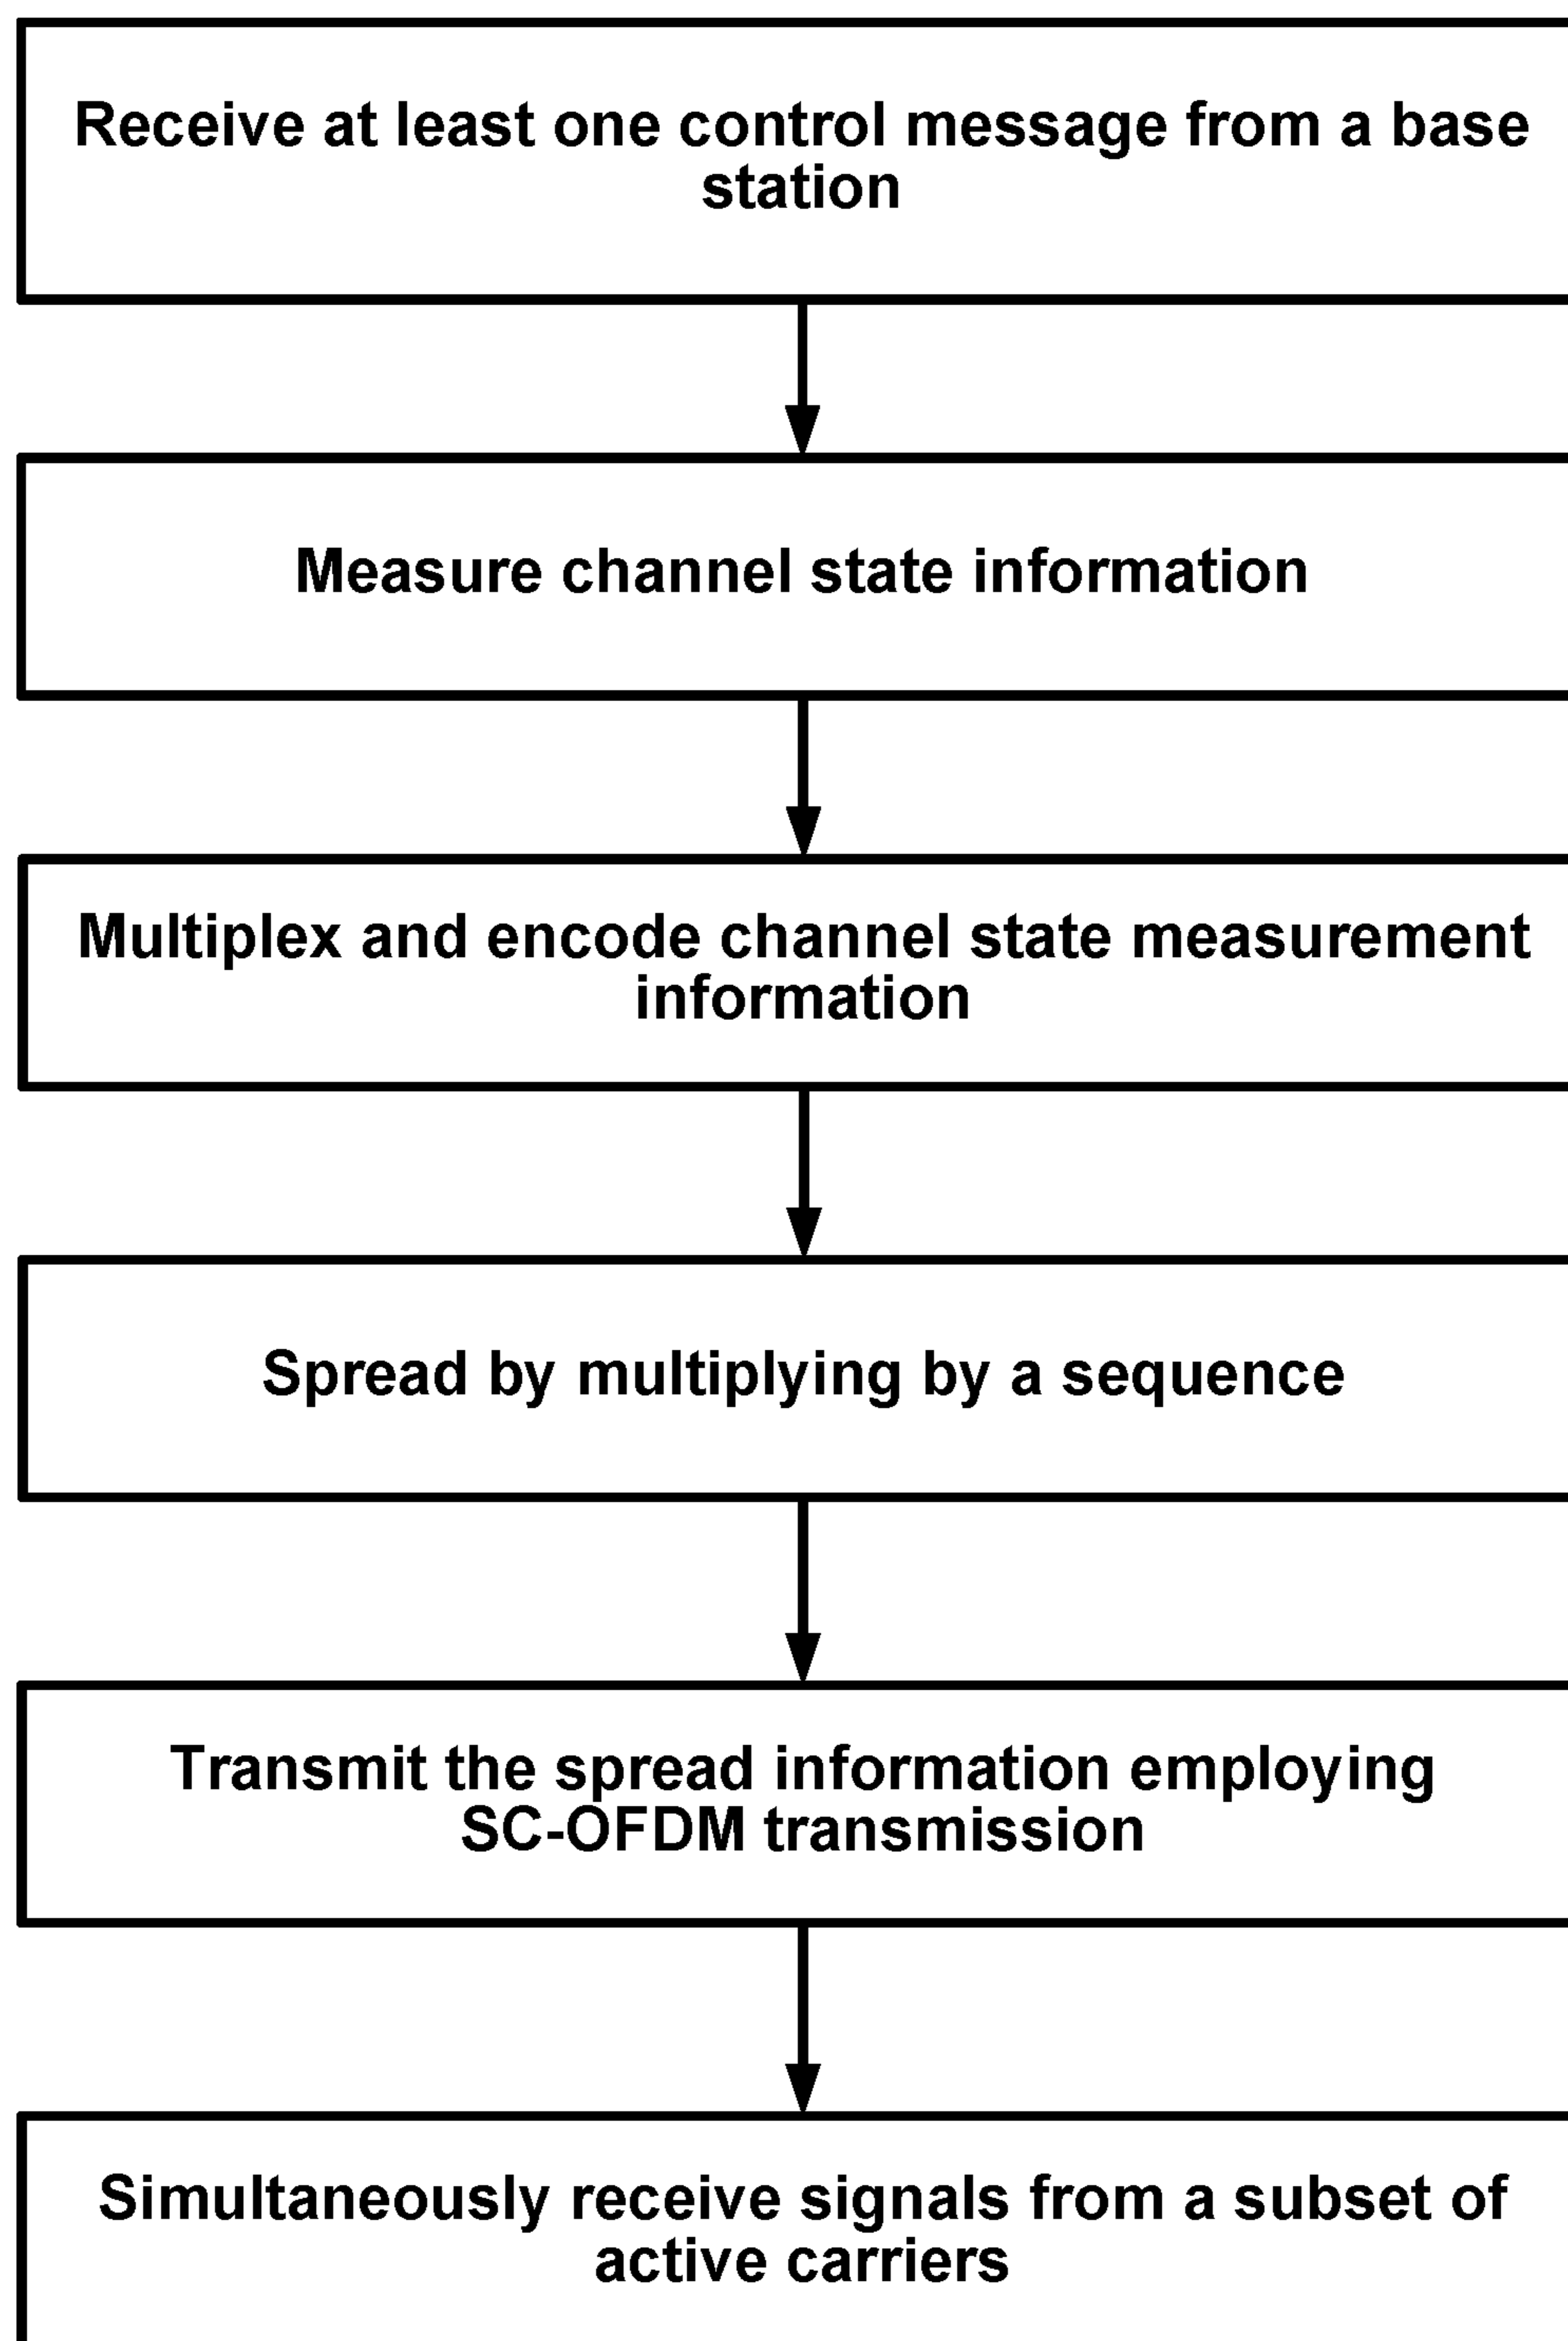 Receive at least one control message from a base
station
Measure channel state information
Multiplex and encode channel state measurement
information
Spread by multiplying by a sequence
Transmit the spread information employing
SC-OFDM transmission
Simultaneously receive signals from a subset of
active carriers